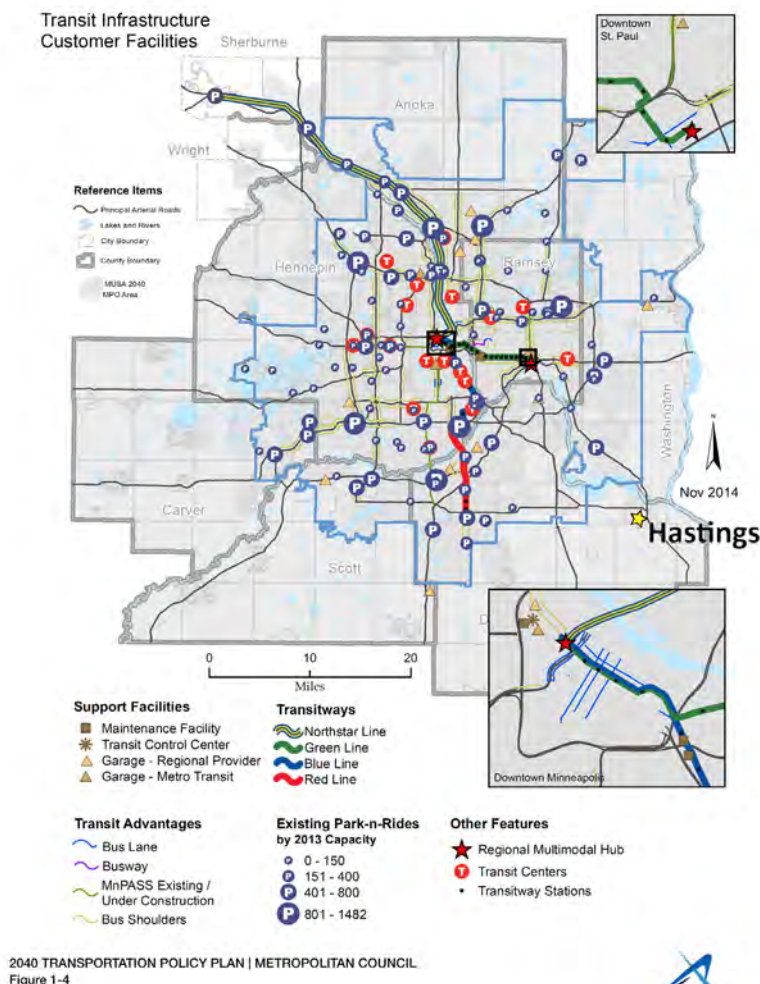 Transit Infrastructure
Customer Facilities
Sherburne
Downtown
St. Paul
Anoka
Wright
Reference Items
Principal Arterial Roads
Lakes and Rivers
City Boundary
County Boundary
MUSA 2040
MPO Area
Hennepin
Ramsey
Washington
N
Nov 2014
Carver
Hastings
Scott
D
0 10 20
Miles
Downtown Minneapolis
Support Facilities
Maintenance Facility
Transit Control Center
Garage - Regional Provider
Garage - Metro Transit
Transitways
Northstar Line
Green Line
Blue Line
Red Line
Transit Advantages
Bus Lane
Busway
MnPASS Existing /
Under Construction
Bus Shoulders
Existing Park-n-Rides
by 2013 Capacity
P 0 - 150
P 151 - 400
P 401 - 800
P 801 - 1482
Other Features
Regional Multimodal Hub
T Transit Centers
Transitway Stations
2040 TRANSPORTATION POLICY PLAN | METROPOLITAN COUNCIL
Figure 1-4